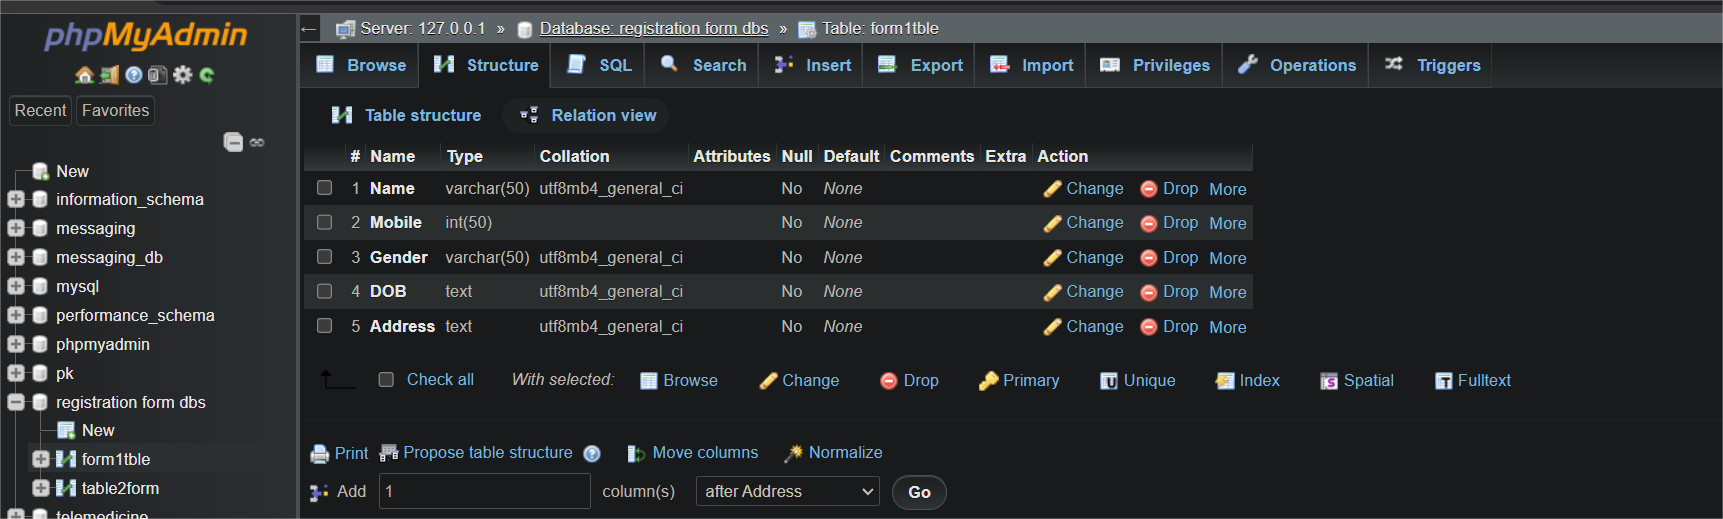 phpMyAdmin
Recent Favorites
New
information_schema
messaging
messaging_db
mysql
performance_schema
phpmyadmin
pk
registration form dbs
New
form1tble
table2form
telemedicine
Server: 127.0.0.1 » Database: registration form dbs » Table: form1tble
Browse Structure SQL Search Insert Export Import Privileges Operations Triggers
Table structure Relation view
# Name Type Collation Attributes Null Default Comments Extra Action
1 Name varchar(50) utf8mb4_general_ci No None Change Drop More
2 Mobile int(50) No None Change Drop More
3 Gender varchar(50) utf8mb4_general_ci No None Change Drop More
4 DOB text utf8mb4_general_ci No None Change Drop More
5 Address text utf8mb4_general_ci No None Change Drop More
Check all With selected: Browse Change Drop Primary Unique Index Spatial Fulltext
Print Propose table structure Move columns Normalize
Add 1 column(s) after Address Go